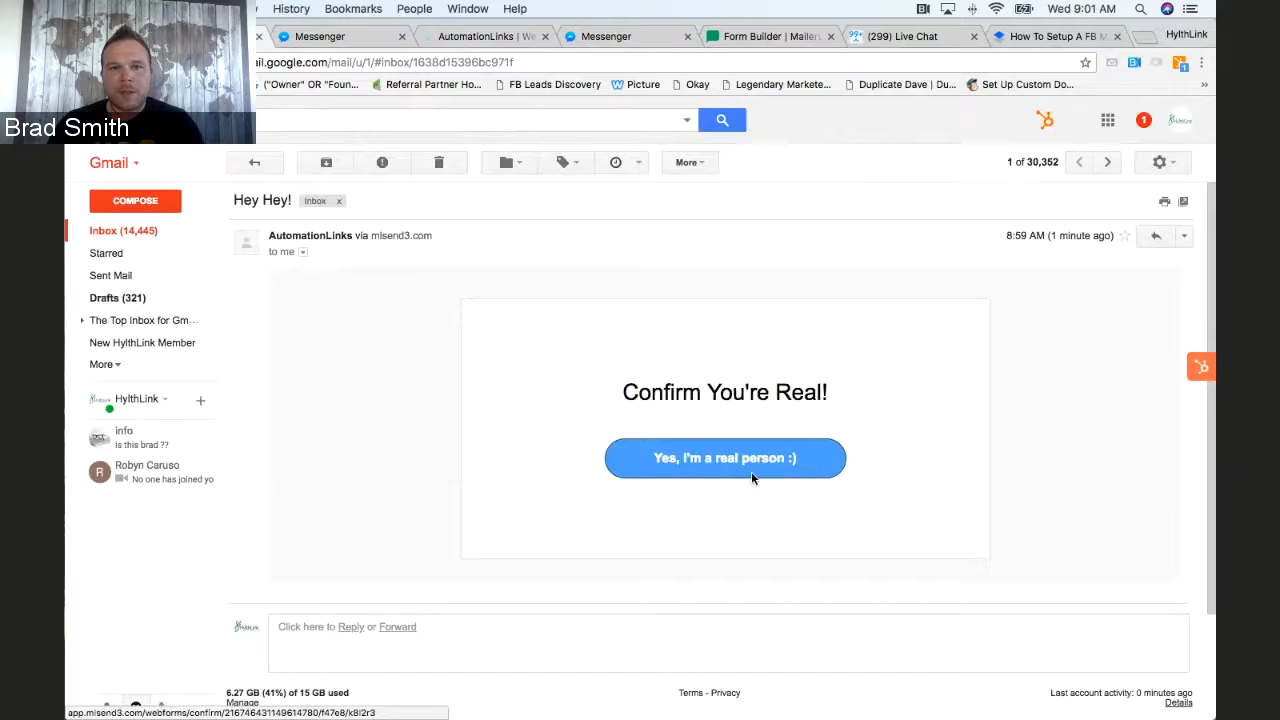 History Bookmarks People Window Help Wed 9:01 AM
Messenger × AutomationLinks | We × Messenger × Form Builder | MailerL × 99+ (299) Live Chat × How To Setup A FB M × HylthLink
il.google.com/mail/u/1/#inbox/1638d15396bc971f
("Owner" OR "Foun... Referral Partner Ho... FB Leads Discovery Picture Okay Legendary Marketer... Duplicate Dave | Du... Set Up Custom Do... »
Brad Smith
1
Gmail More 1 of 30,352
COMPOSE
Hey Hey! Inbox x
Inbox (14,445)
AutomationLinks via mlsend3.com 8:59 AM (1 minute ago)
to me
Starred
Sent Mail
Drafts (321)
The Top Inbox for Gm...
New HylthLink Member
More
Confirm You're Real!
Yes, I'm a real person :)
HylthLink +
info
is this brad ??
R Robyn Caruso
No one has joined yo
Click here to Reply or Forward
6.27 GB (41%) of 15 GB used
Manage
Terms - Privacy
Last account activity: 0 minutes ago
Details
app.mlsend3.com/webforms/confirm/216746431149614780/f47e8/k8l2r3